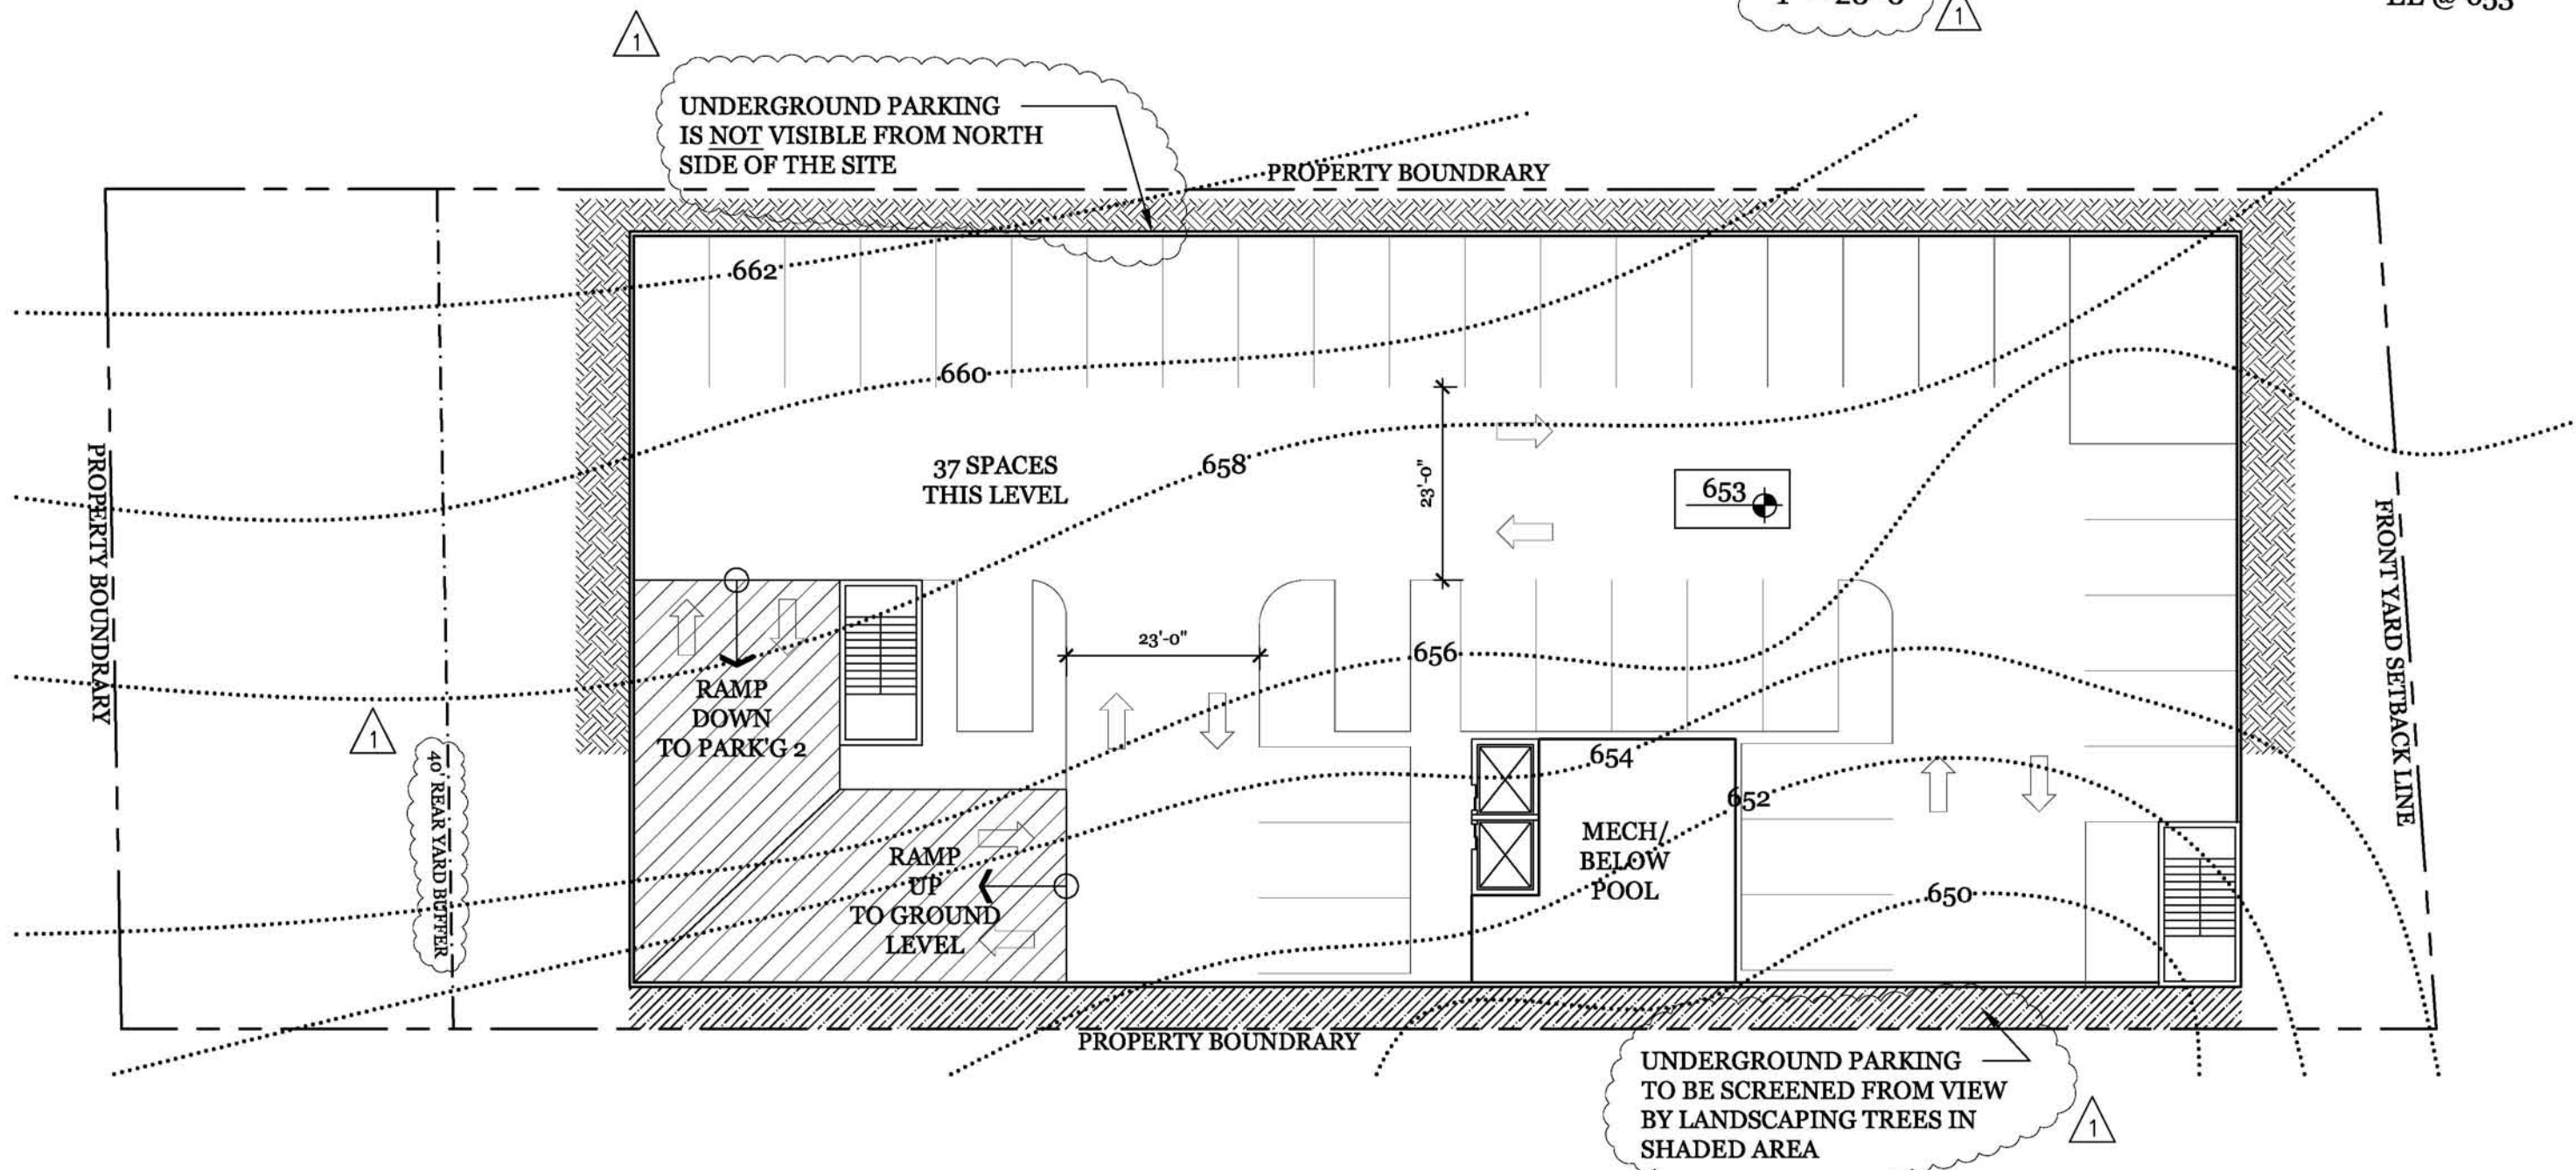 1
1
EL @ 653
UNDERGROUND PARKING
IS NOT VISIBLE FROM NORTH
SIDE OF THE SITE
PROPERTY BOUNDRARY
662
660
658
37 SPACES
THIS LEVEL
23'-0"
653
PROPERTY BOUNDRARY
FRONT YARD SETBACK LINE
23'-0"
656
RAMP
DOWN
TO PARK'G 2
1
40' REAR YARD BUFFER
654
652
MECH/
BELOW
POOL
RAMP
UP
TO GROUND
LEVEL
650
PROPERTY BOUNDRARY
UNDERGROUND PARKING
TO BE SCREENED FROM VIEW
BY LANDSCAPING TREES IN
SHADED AREA
1